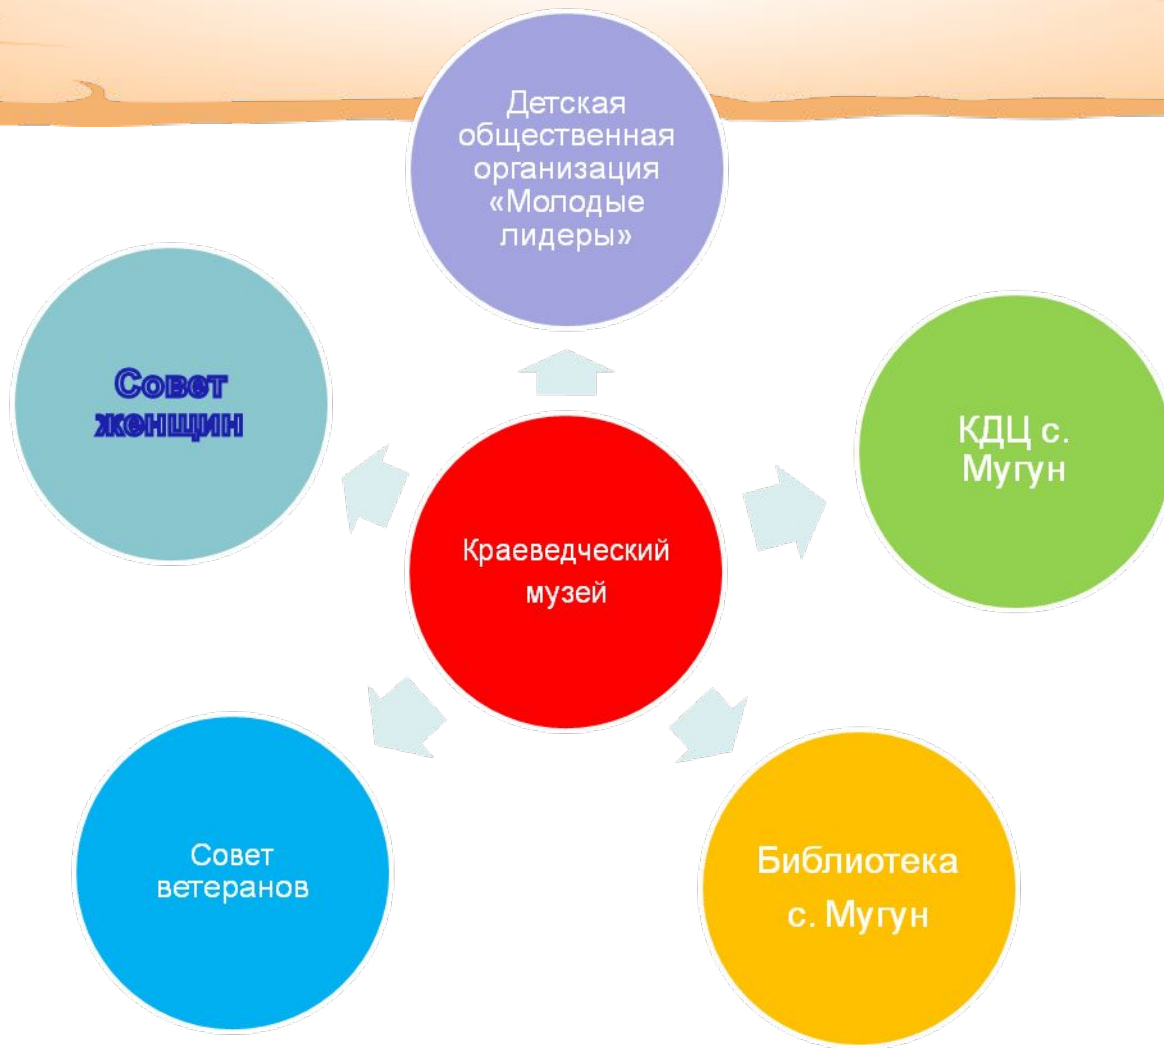 Детская
общественная
организация
«Молодые
лидеры»
Совет
женщин
КДЦ с.
Мугун
Краеведческий
музей
Совет
ветеранов
Библиотека
с. Мугун